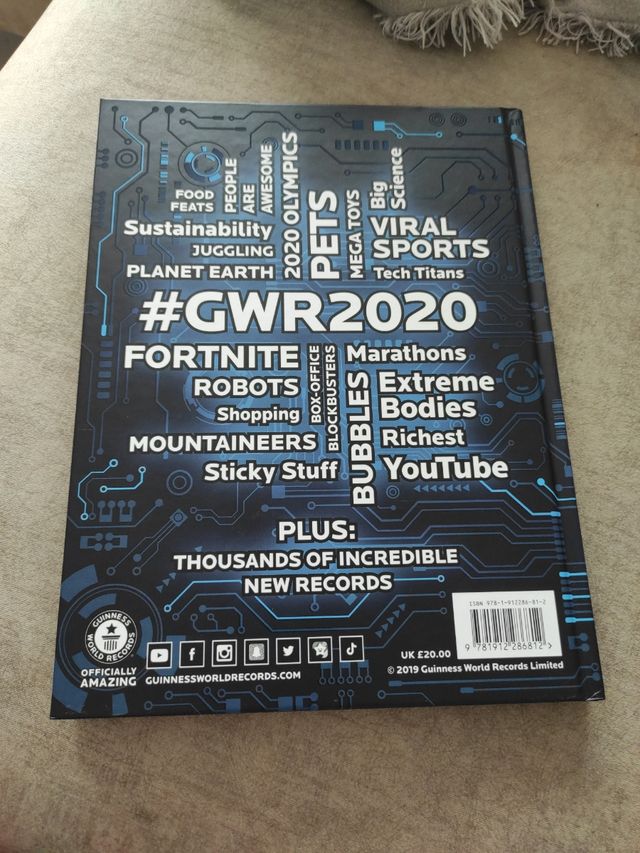 FOOD
FEATS
PEOPLE
ARE
AWESOME
2020 OLYMPICS
PETS
MEGA TOYS
Big
Science
Sustainability
JUGGLING
PLANET EARTH
VIRAL
SPORTS
Tech Titans
#GWR2020
FORTNITE
ROBOTS
Shopping
MOUNTAINEERS
Sticky Stuff
BOX-OFFICE
BLOCKBUSTERS
BUBBLES
Marathons
Extreme
Bodies
Richest
YouTube
PLUS:
THOUSANDS OF INCREDIBLE
NEW RECORDS
GUINNESS
WORLD RECORDS
OFFICIALLY
AMAZING
GUINNESSWORLDRECORDS.COM
ISBN 978-1-912286-81-2
9 781912 286812 >
UK £20.00
© 2019 Guinness World Records Limited